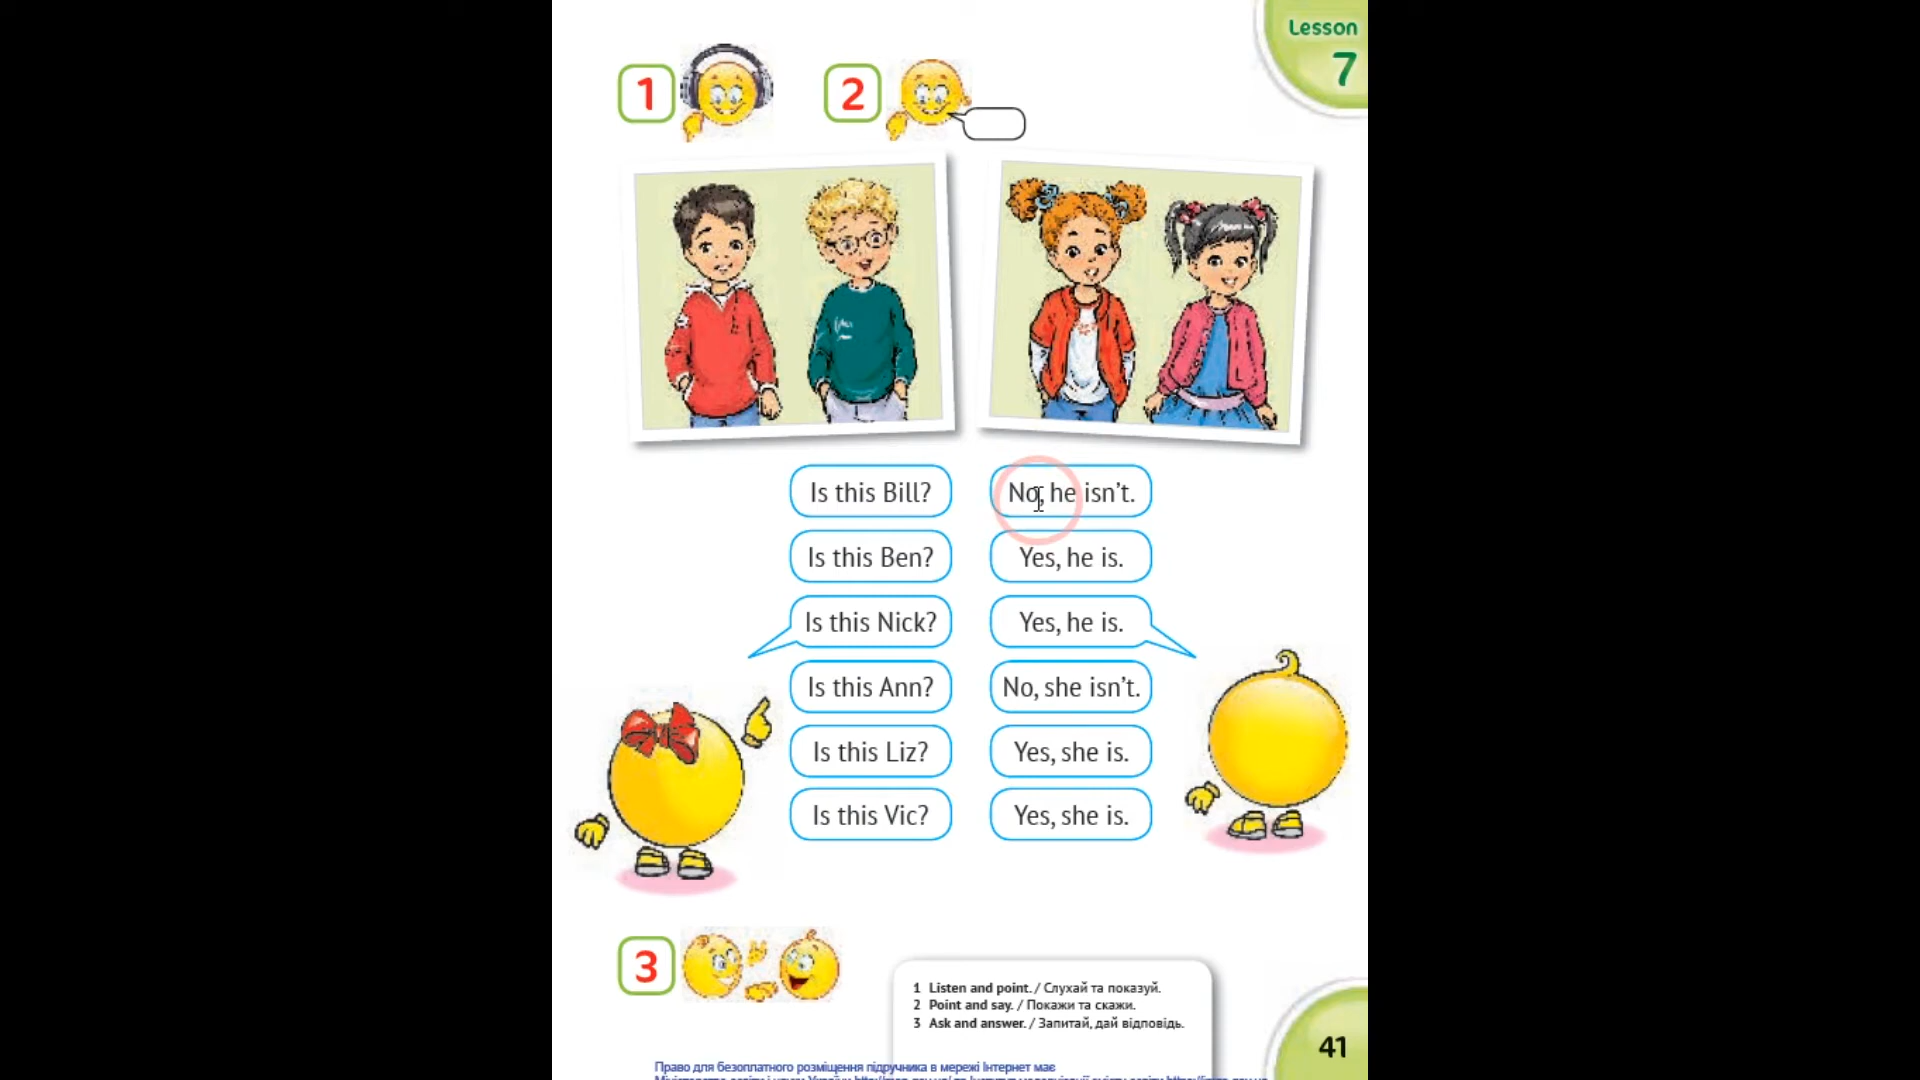 Lesson
7
1
2
Is this Bill?
No, he isn't.
Is this Ben?
Yes, he is.
Is this Nick?
Yes, he is.
Is this Ann?
No, she isn't.
Is this Liz?
Yes, she is.
Is this Vic?
Yes, she is.
3
1 Listen and point. / Слухай та показуй.
2 Point and say. / Покажи та скажи.
3 Ask and answer. / Запитай, дай відповідь.
41
Право для безоплатного розміщення підручника в мережі Інтернет має